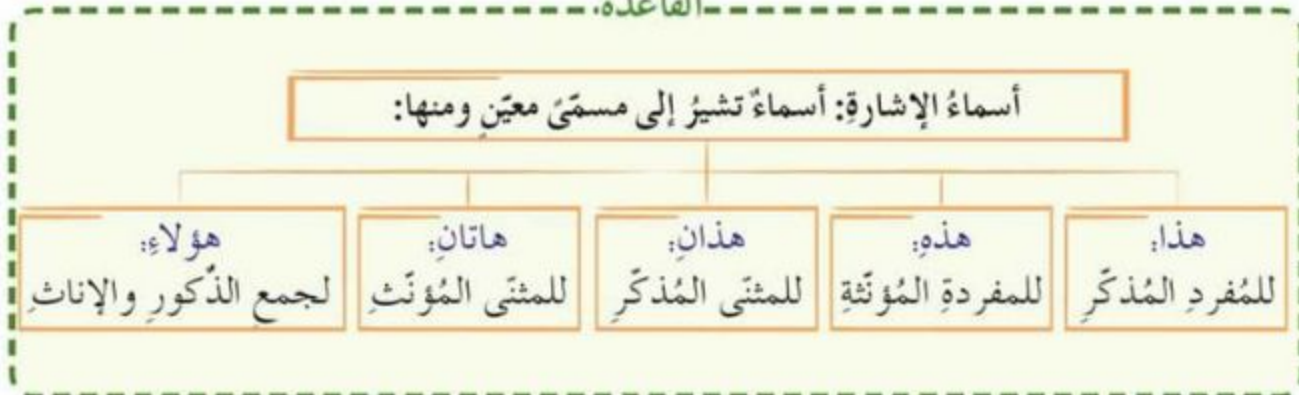 القاعدة:
أسماءُ الإشارةِ: أسماءٌ تشيرُ إلى مسمّىً معيّنٍ ومنها:
هذا:
للمُفردِ المُذكّرِ
هذهِ:
للمفردةِ المُؤنّثةِ
هذانِ:
للمثنّى المُذكّرِ
هاتانِ:
للمثنّى المُؤنّثِ
هؤلاءِ:
لجمعِ الذّكورِ والإناثِ